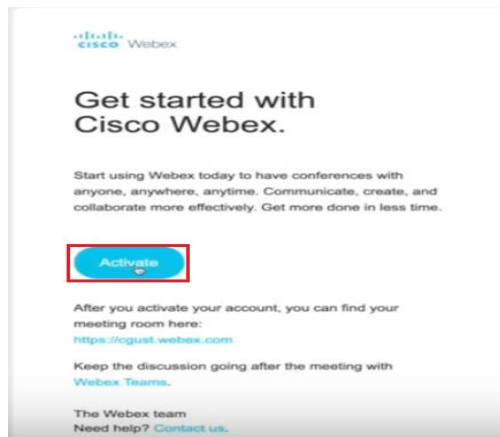 cisco Webex
Get started with
Cisco Webex.
Start using Webex today to have conferences with
anyone, anywhere, anytime. Communicate, create, and
collaborate more effectively. Get more done in less time.
Activate
After you activate your account, you can find your
meeting room here:
https://cgust.webex.com
Keep the discussion going after the meeting with
Webex Teams.
The Webex team
Need help? Contact us.